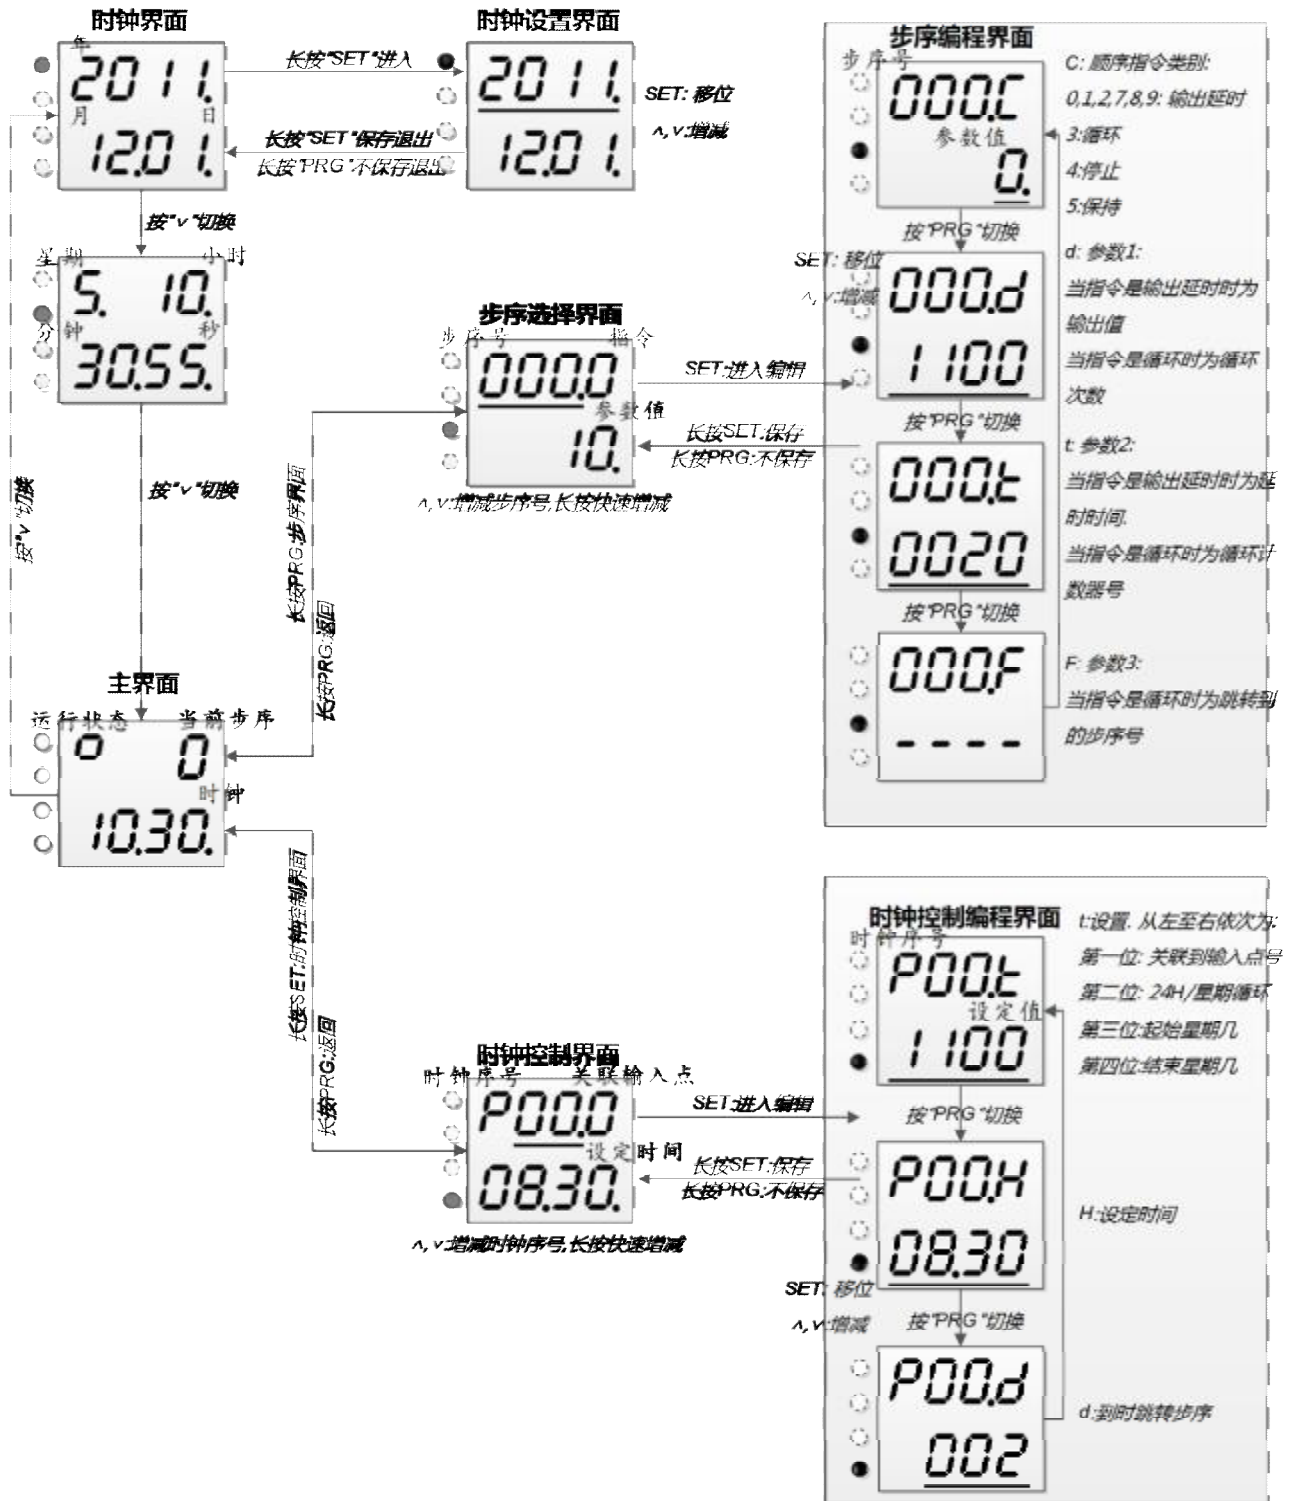 时钟界面
年
2011.
月 日
12.01.
长按"SET"进入
长按"SET"保存退出
长按"PRG"不保存退出
时钟设置界面
2011.
12.01.
SET: 移位
∧,∨:增减
按"∨"切换
星期 小时
5. 10.
分钟 秒
30.55.
按"∨"切换
按"∨"切换
主界面
运行状态 当前步序
o 0
时钟
10.30.
长按PRG:步序界面
长按PRG:返回
步序选择界面
步序号 指令
000.0
参数值
10.
∧,∨:增减步序号,长按快速增减
SET:进入编辑
长按SET:保存
长按PRG:不保存
步序编程界面
步序号
000.C
参数值
0.
按"PRG"切换
SET: 移位
∧,∨:增减
000.d
1100
按"PRG"切换
000.t
0020
按"PRG"切换
000.F
----
C: 顺序指令类别:
0,1,2,7,8,9: 输出延时
3:循环
4:停止
5:保持
d: 参数1:
当指令是输出延时时为
输出值
当指令是循环时为循环
次数
t: 参数2:
当指令是输出延时时为延
时时间.
当指令是循环时为循环计
数器号
F: 参数3:
当指令是循环时为跳转到
的步序号
长按SET:时钟控制界面
长按PRG:返回
时钟控制界面
时钟序号 关联输入点
P00.0
设定时间
08.30.
∧,∨:增减时钟序号,长按快速增减
SET:进入编辑
长按SET:保存
长按PRG:不保存
时钟控制编程界面
时钟序号
P00.t
设定值
1100
按"PRG"切换
P00.H
08.30
SET: 移位
∧,∨:增减
按"PRG"切换
P00.d
002
t:设置. 从左至右依次为:
第一位: 关联到输入点号
第二位: 24H/星期循环
第三位:起始星期几
第四位:结束星期几
H:设定时间
d:到时跳转步序